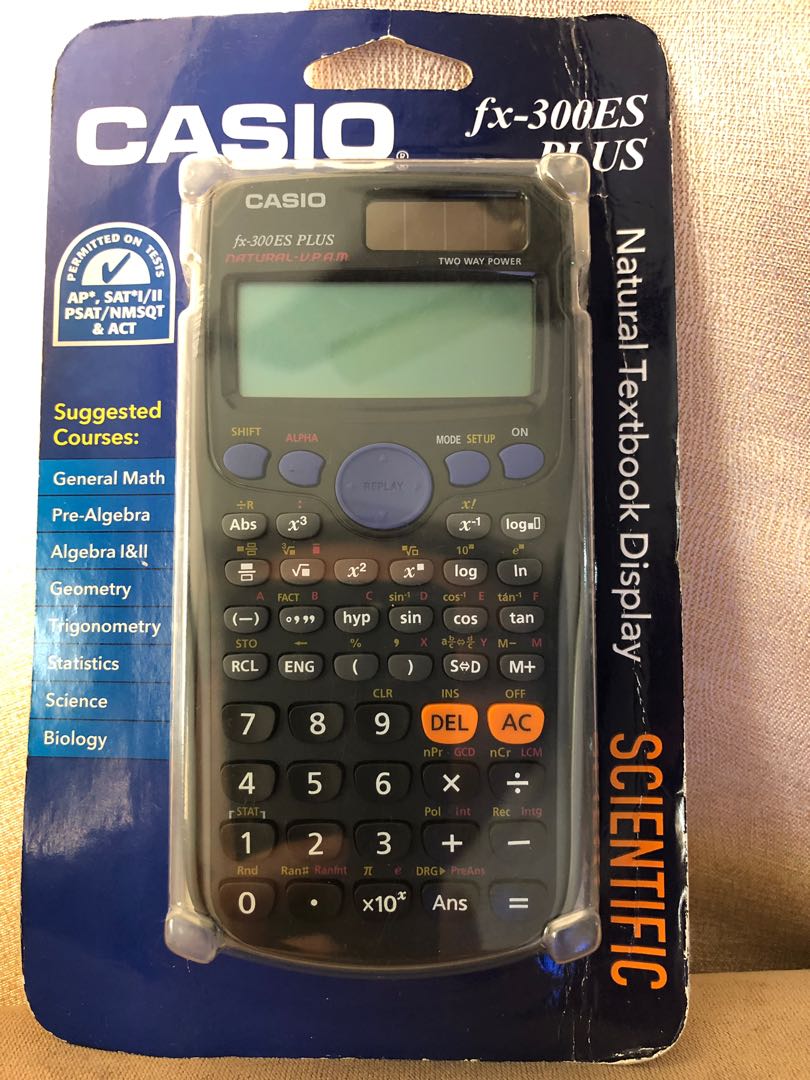 CASIO®
fx-300ES
PLUS
PERMITTED ON TESTS
AP*, SAT*I/II
PSAT/NMSQT
& ACT
Suggested
Courses:
General Math
Pre-Algebra
Algebra I&II
Geometry
Trigonometry
Statistics
Science
Biology
Natural Textbook Display
SCIENTIFIC
CASIO
fx-300ES PLUS
NATURAL-V.P.A.M.
TWO WAY POWER
SHIFT ALPHA MODE SETUP ON
REPLAY
÷R : x!
Abs x³ x⁻¹ log
³√ 10 e
√ x² x log ln
A FACT B C sin⁻¹ D cos⁻¹ E tan⁻¹ F
(−) °,,, hyp sin cos tan
STO ← % , X a b/c⇔d/c Y M− M
RCL ENG ( ) S⇔D M+
CLR INS OFF
7 8 9 DEL AC
nPr GCD nCr LCM
4 5 6 × ÷
STAT Pol Int Rec Intg
1 2 3 + −
Rnd Ran# RanInt π e DRG▶ PreAns
0 . ×10ˣ Ans =